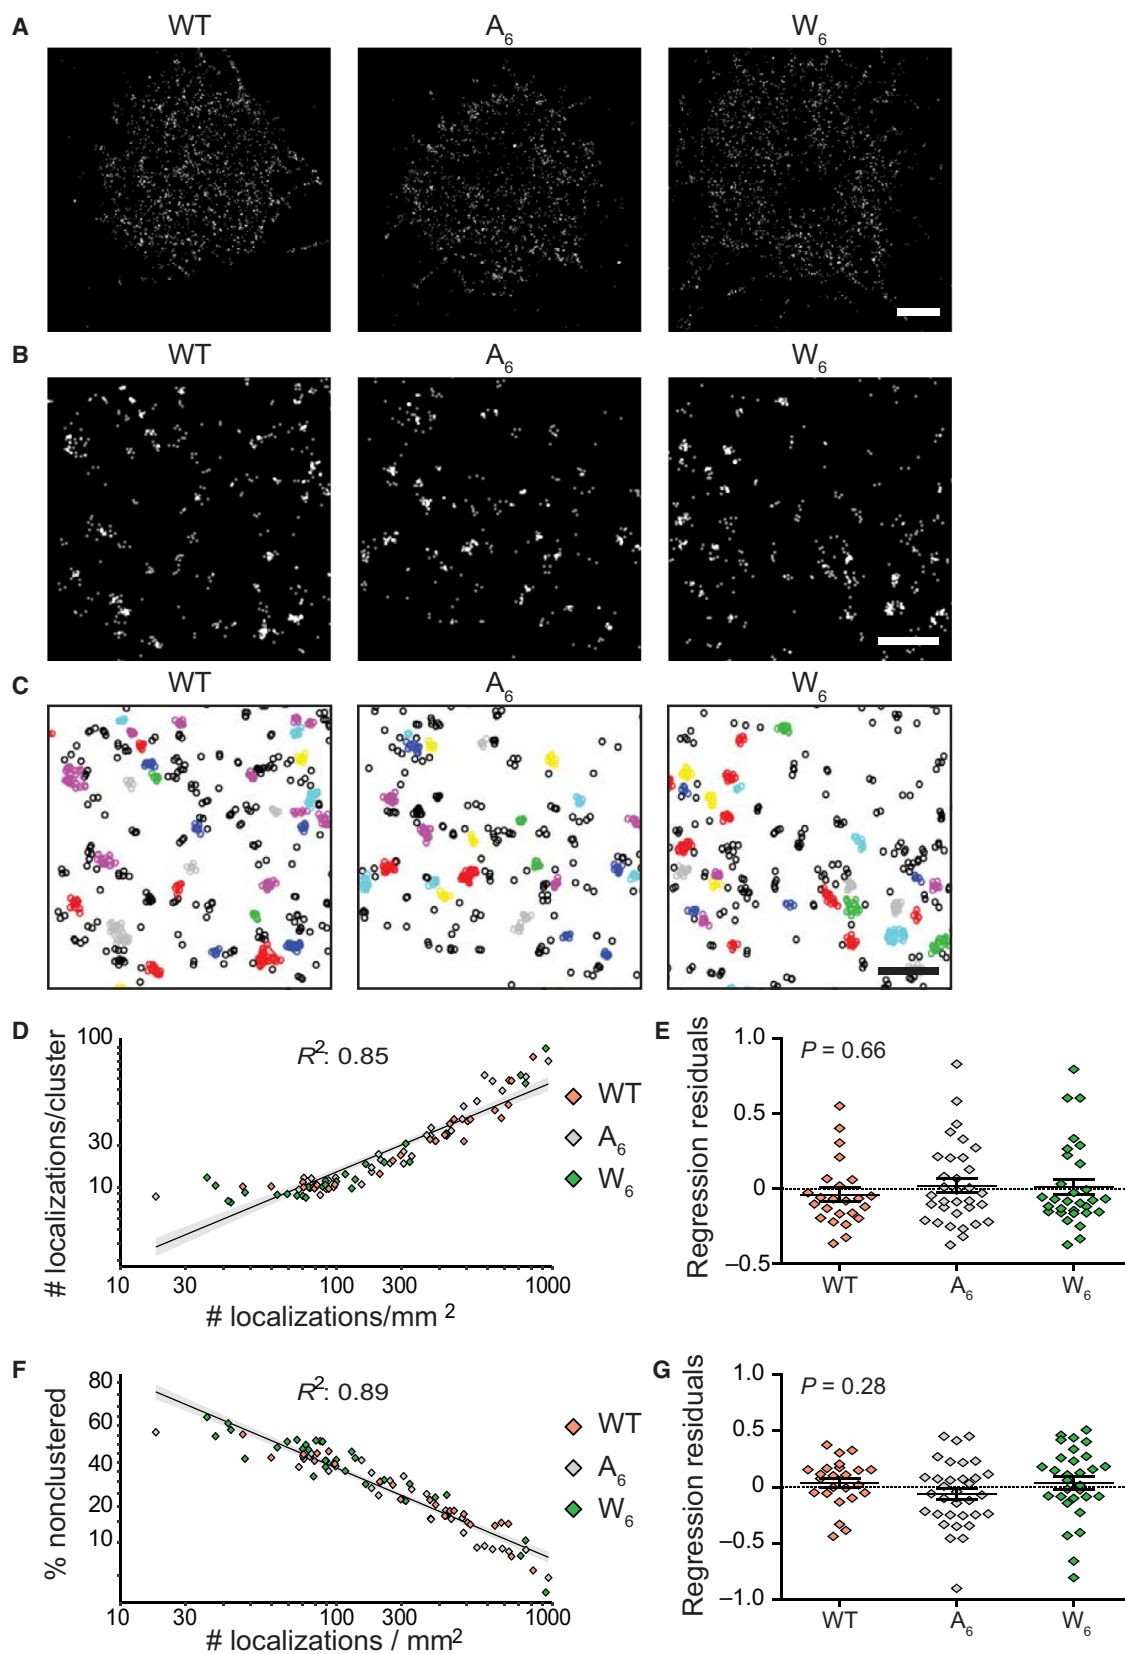 A WT A6 W6
B WT A6 W6
C WT A6 W6
D
# localizations/cluster
100
30
10
R2: 0.85
WT
A6
W6
10 30 100 300 1000
# localizations/mm 2
E
Regression residuals
1.0
0.5
0
–0.5
P = 0.66
WT A6 W6
F
% nonclustered
80
60
40
20
10
R2: 0.89
WT
A6
W6
10 30 100 300 1000
# localizations / mm2
G
Regression residuals
1.0
0.5
0
–0.5
–1.0
P = 0.28
WT A6 W6